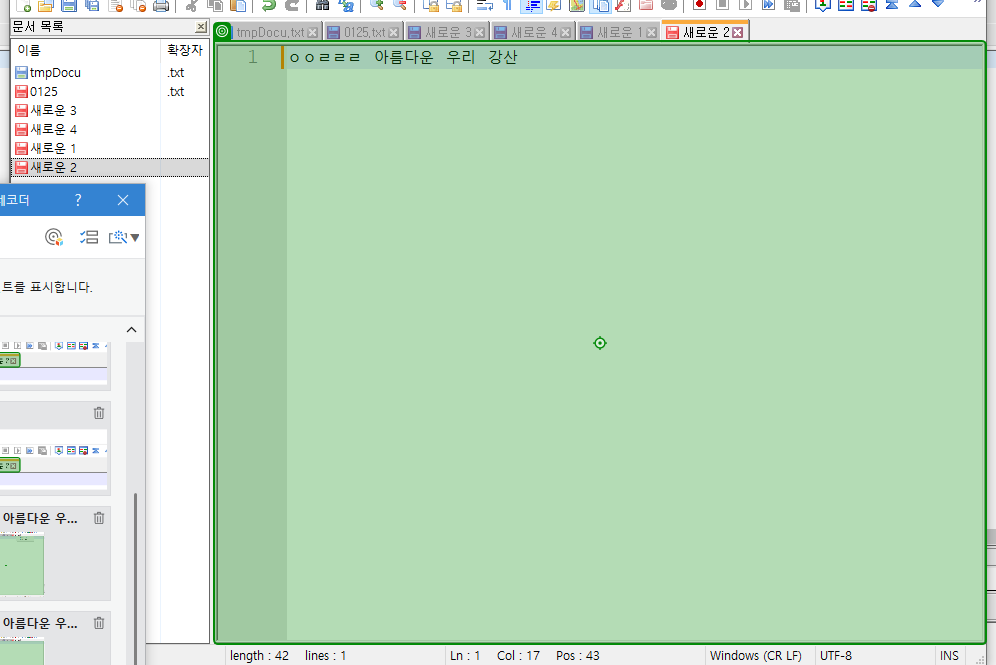 문서 목록
이름 확장자
tmpDocu .txt
0125 .txt
새로운 3
새로운 4
새로운 1
새로운 2
tmpDocu.txt 0125.txt 새로운 3 새로운 4 새로운 1 새로운 2
1 ㅇㅇㄹㄹㄹ 아름다운 우리 강산
레코더 ?
트를 표시합니다.
아름다운 우...
아름다운 우...
length : 42 lines : 1 Ln : 1 Col : 17 Pos : 43 Windows (CR LF) UTF-8 INS